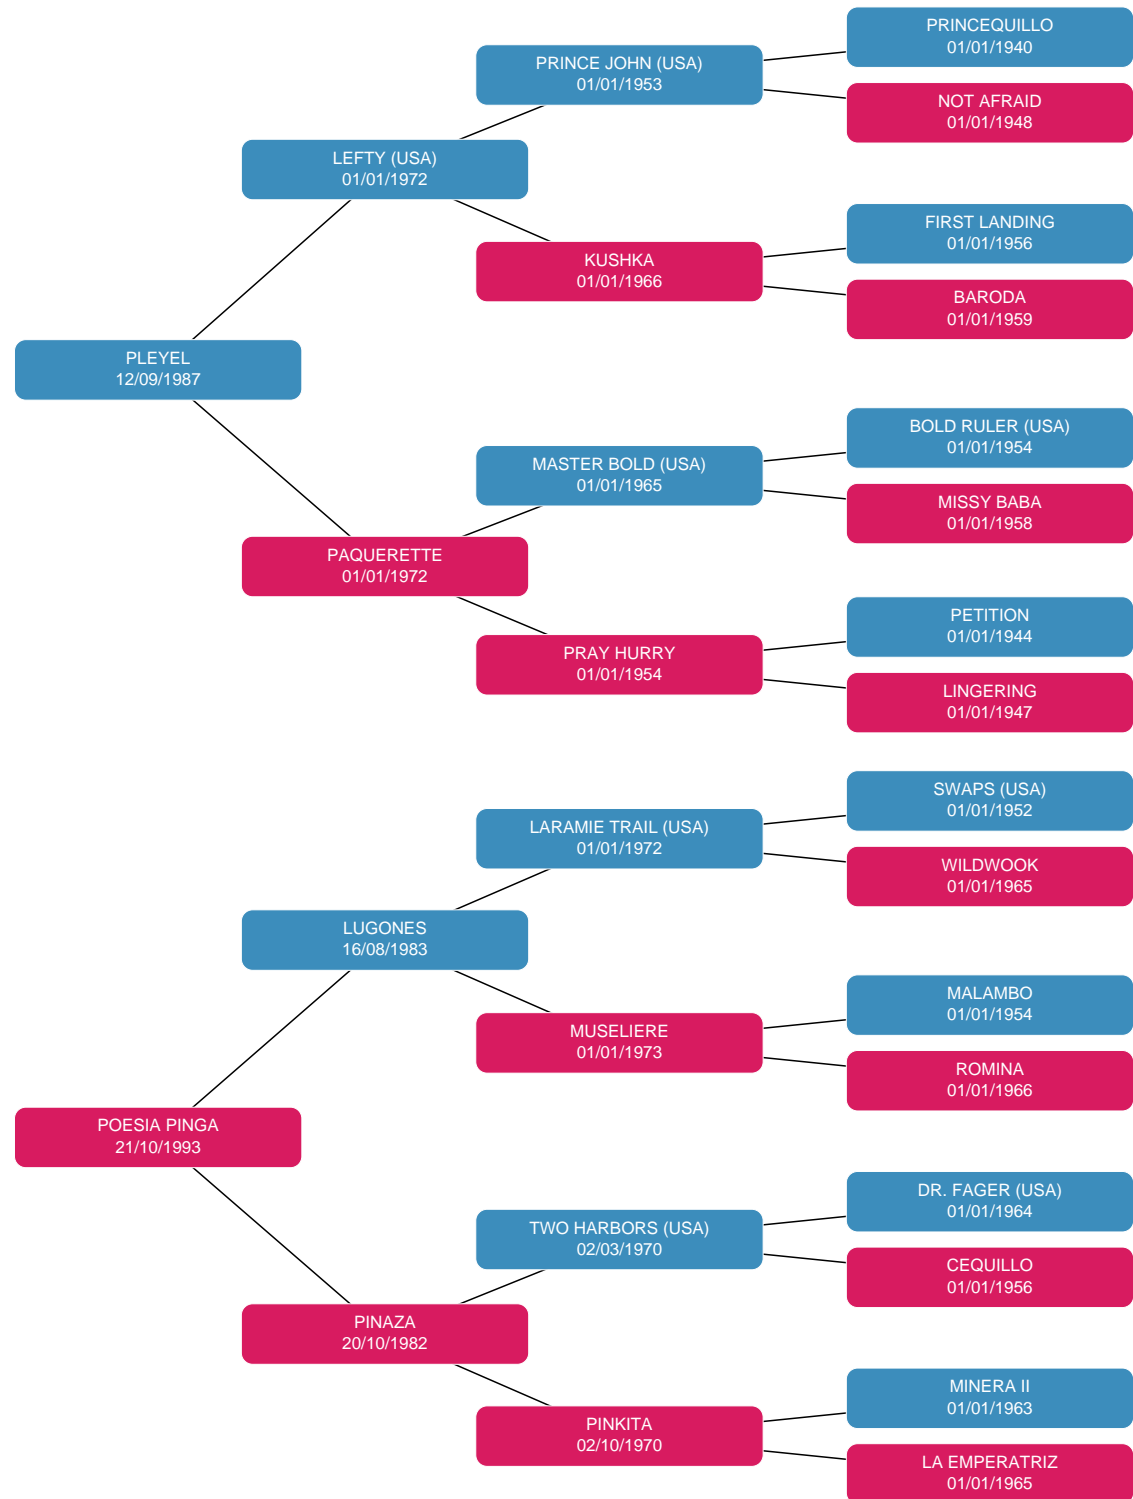 PRINCEQUILLO
01/01/1940
PRINCE JOHN (USA)
01/01/1953
NOT AFRAID
01/01/1948
LEFTY (USA)
01/01/1972
FIRST LANDING
01/01/1956
KUSHKA
01/01/1966
BARODA
01/01/1959
PLEYEL
12/09/1987
BOLD RULER (USA)
01/01/1954
MASTER BOLD (USA)
01/01/1965
MISSY BABA
01/01/1958
PAQUERETTE
01/01/1972
PETITION
01/01/1944
PRAY HURRY
01/01/1954
LINGERING
01/01/1947
SWAPS (USA)
01/01/1952
LARAMIE TRAIL (USA)
01/01/1972
WILDWOOK
01/01/1965
LUGONES
16/08/1983
MALAMBO
01/01/1954
MUSELIERE
01/01/1973
ROMINA
01/01/1966
POESIA PINGA
21/10/1993
DR. FAGER (USA)
01/01/1964
TWO HARBORS (USA)
02/03/1970
CEQUILLO
01/01/1956
PINAZA
20/10/1982
MINERA II
01/01/1963
PINKITA
02/10/1970
LA EMPERATRIZ
01/01/1965